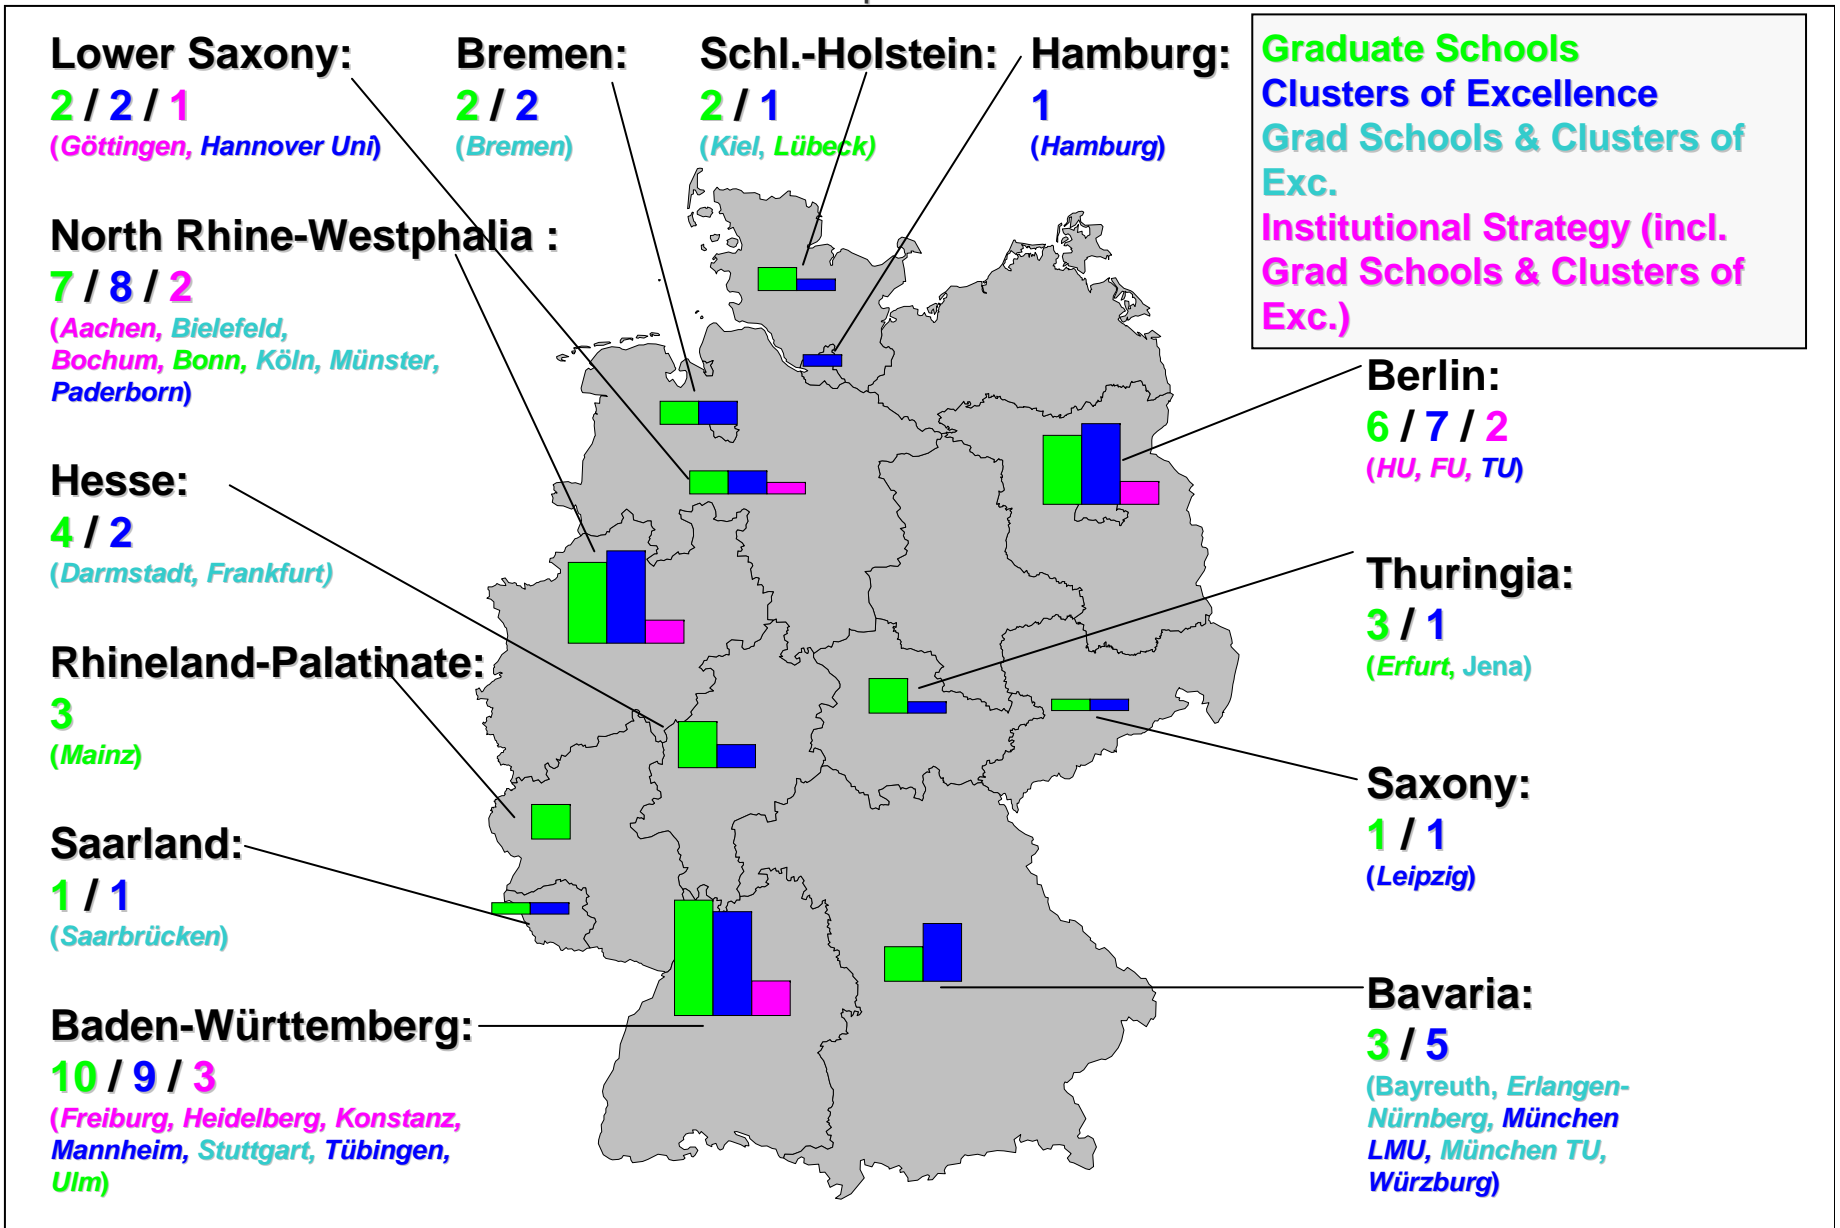 Lower Saxony:
2 / 2 / 1
(Göttingen, Hannover Uni)
Bremen:
2 / 2
(Bremen)
Schl.-Holstein:
2 / 1
(Kiel, Lübeck)
Hamburg:
1
(Hamburg)
Graduate Schools
Clusters of Excellence
Grad Schools & Clusters of
Exc.
Institutional Strategy (incl.
Grad Schools & Clusters of
Exc.)
North Rhine-Westphalia :
7 / 8 / 2
(Aachen, Bielefeld,
Bochum, Bonn, Köln, Münster,
Paderborn)
Hesse:
4 / 2
(Darmstadt, Frankfurt)
Rhineland-Palatinate:
3
(Mainz)
Saarland:
1 / 1
(Saarbrücken)
Baden-Württemberg:
10 / 9 / 3
(Freiburg, Heidelberg, Konstanz,
Mannheim, Stuttgart, Tübingen,
Ulm)
Berlin:
6 / 7 / 2
(HU, FU, TU)
Thuringia:
3 / 1
(Erfurt, Jena)
Saxony:
1 / 1
(Leipzig)
Bavaria:
3 / 5
(Bayreuth, Erlangen-
Nürnberg, München
LMU, München TU,
Würzburg)